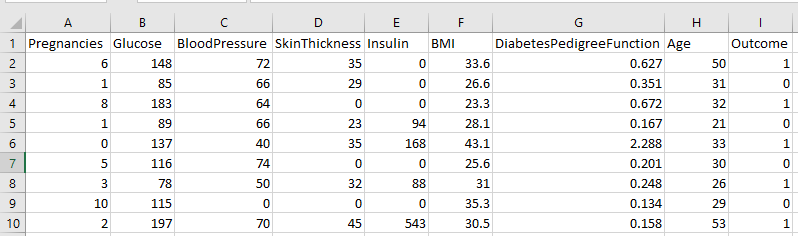 A B C D E F G H I
1 Pregnancies Glucose BloodPressure SkinThickness Insulin BMI DiabetesPedigreeFunction Age Outcome
2 6 148 72 35 0 33.6 0.627 50 1
3 1 85 66 29 0 26.6 0.351 31 0
4 8 183 64 0 0 23.3 0.672 32 1
5 1 89 66 23 94 28.1 0.167 21 0
6 0 137 40 35 168 43.1 2.288 33 1
7 5 116 74 0 0 25.6 0.201 30 0
8 3 78 50 32 88 31 0.248 26 1
9 10 115 0 0 0 35.3 0.134 29 0
10 2 197 70 45 543 30.5 0.158 53 1